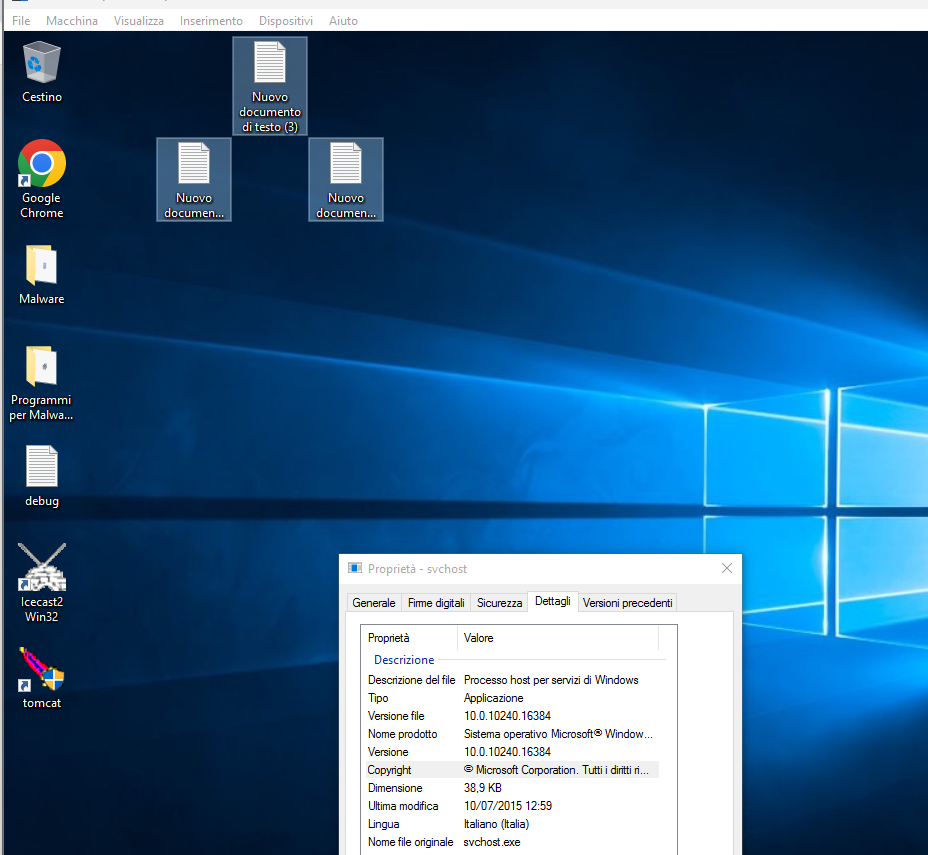 File Macchina Visualizza Inserimento Dispositivi Aiuto
Cestino
Nuovo
documento
di testo (3)
Nuovo
documen...
Nuovo
documen...
Google
Chrome
Malware
Programmi
per Malwa...
debug
Icecast2
Win32
tomcat
Proprietà - svchost
Generale Firme digitali Sicurezza Dettagli Versioni precedenti
Proprietà Valore
Descrizione
Descrizione del file Processo host per servizi di Windows
Tipo Applicazione
Versione file 10.0.10240.16384
Nome prodotto Sistema operativo Microsoft® Window...
Versione 10.0.10240.16384
Copyright © Microsoft Corporation. Tutti i diritti ri...
Dimensione 38,9 KB
Ultima modifica 10/07/2015 12:59
Lingua Italiano (Italia)
Nome file originale svchost.exe